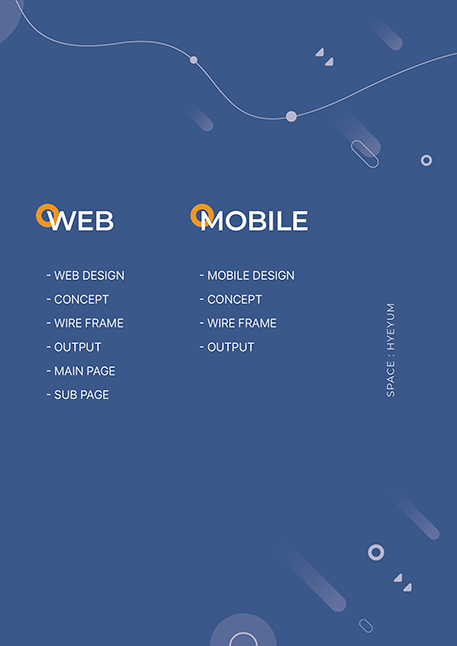 WEB
- WEB DESIGN
- CONCEPT
- WIRE FRAME
- OUTPUT
- MAIN PAGE
- SUB PAGE
MOBILE
- MOBILE DESIGN
- CONCEPT
- WIRE FRAME
- OUTPUT
SPACE : HYEYUM